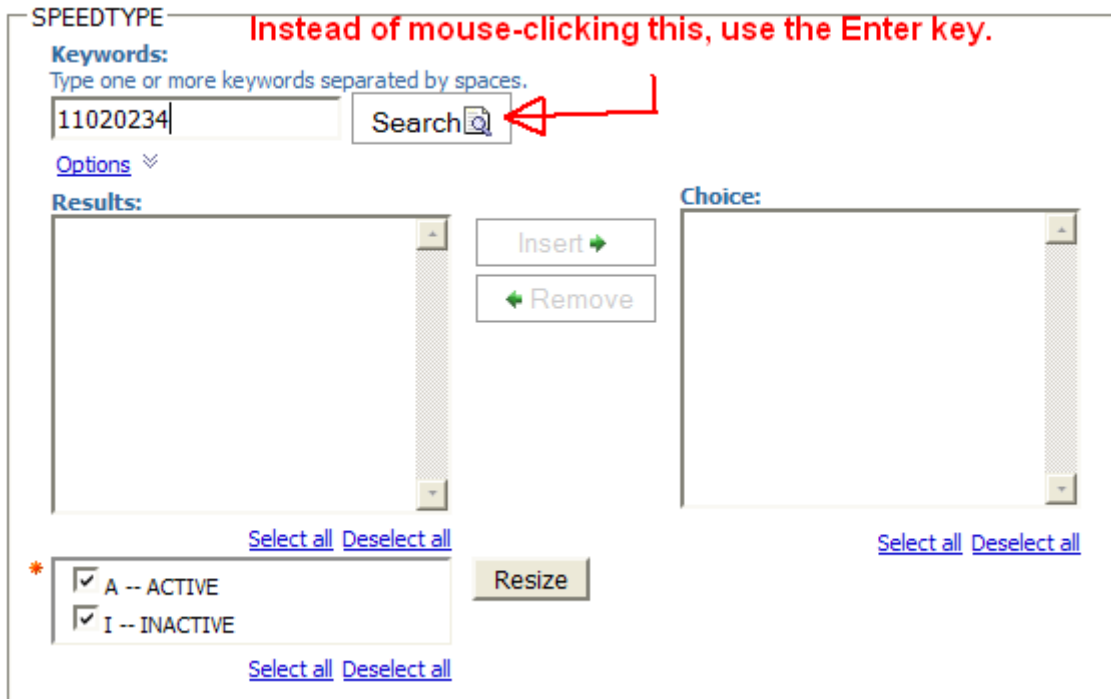 SPEEDTYPE
Instead of mouse-clicking this, use the Enter key.
Keywords:
Type one or more keywords separated by spaces.
11020234
Search
Options
Results:
Choice:
Insert
Remove
Select all Deselect all
Select all Deselect all
* A -- ACTIVE
I -- INACTIVE
Resize
Select all Deselect all